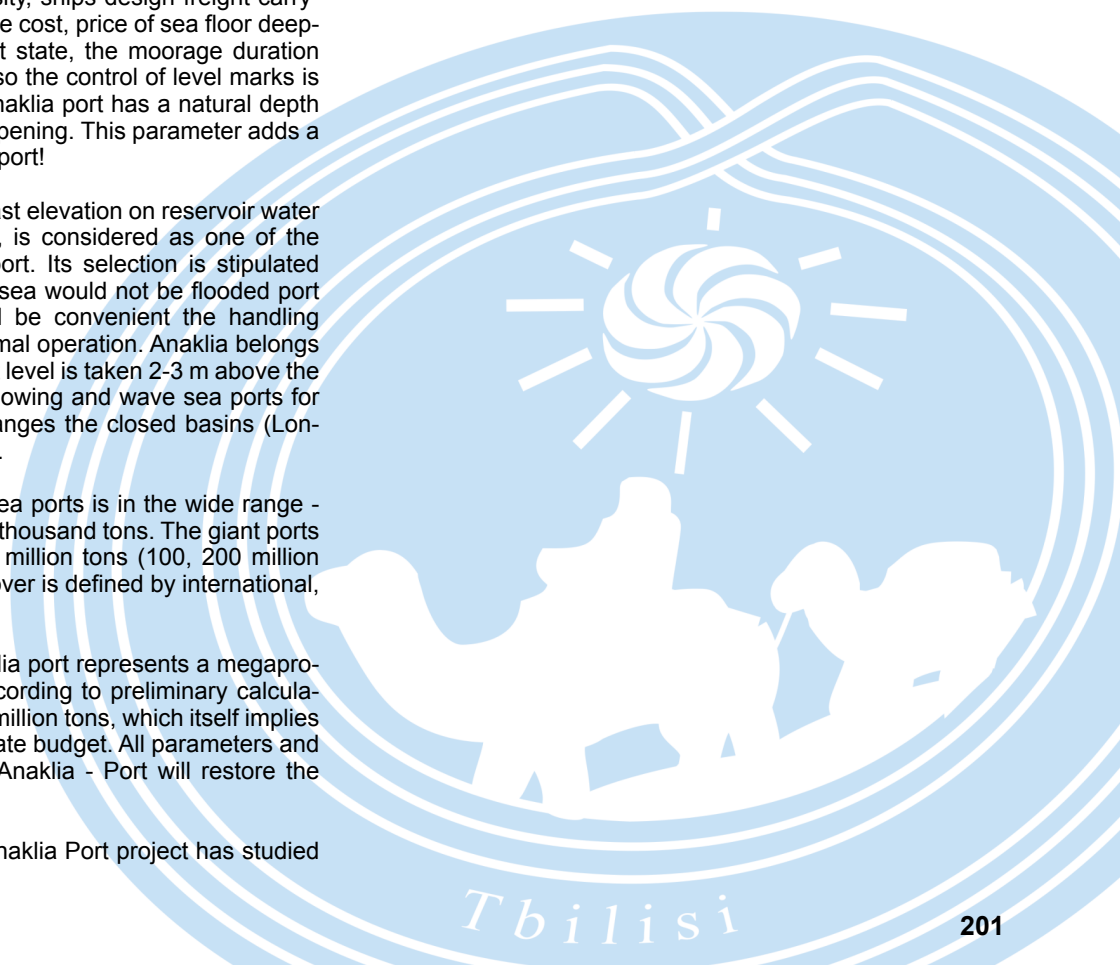 sity, ships design freight carry-
e cost, price of sea floor deep-
t state, the moorage duration
so the control of level marks is
naklia port has a natural depth
pening. This parameter adds a
port!
ast elevation on reservoir water
, is considered as one of the
port. Its selection is stipulated
sea would not be flooded port
l be convenient the handling
mal operation. Anaklia belongs
level is taken 2-3 m above the
lowing and wave sea ports for
anges the closed basins (Lon-
.
ea ports is in the wide range -
thousand tons. The giant ports
million tons (100, 200 million
over is defined by international,
lia port represents a megapro-
cording to preliminary calcula-
million tons, which itself implies
ate budget. All parameters and
Anaklia - Port will restore the
naklia Port project has studied
Tbilisi
201